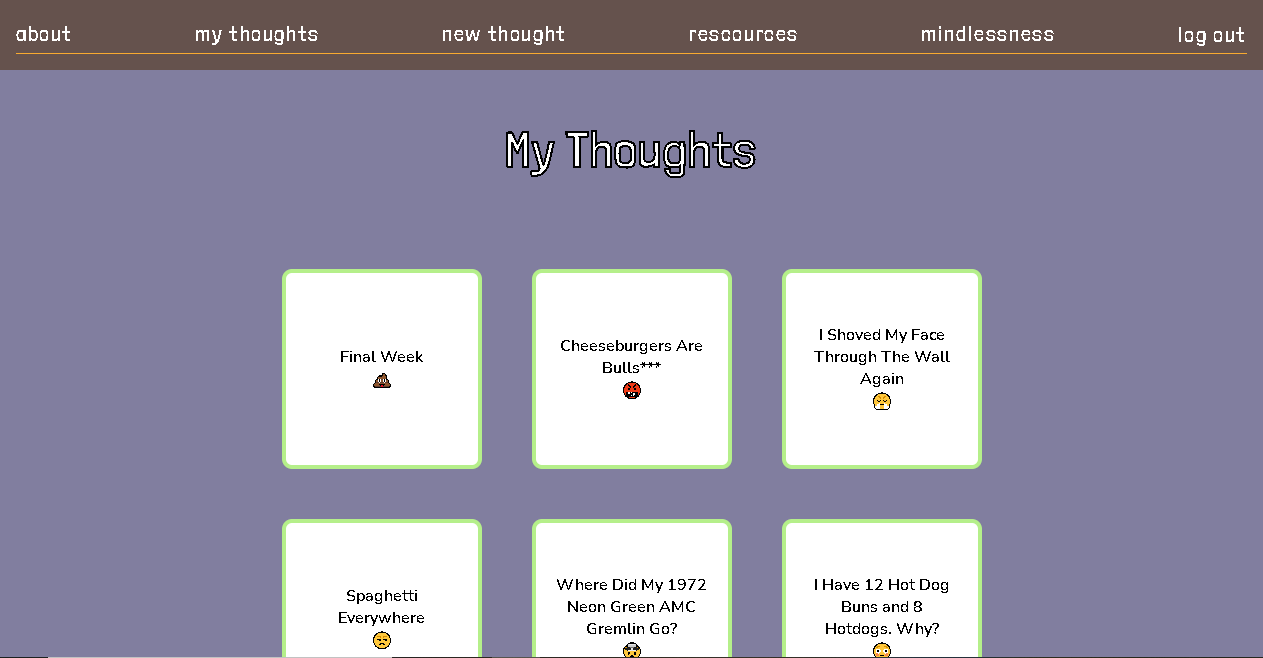 about my thoughts new thought rescources mindlessness log out
My Thoughts
Final Week
Cheeseburgers Are
Bulls***
I Shoved My Face
Through The Wall
Again
Spaghetti
Everywhere
Where Did My 1972
Neon Green AMC
Gremlin Go?
I Have 12 Hot Dog
Buns and 8
Hotdogs. Why?